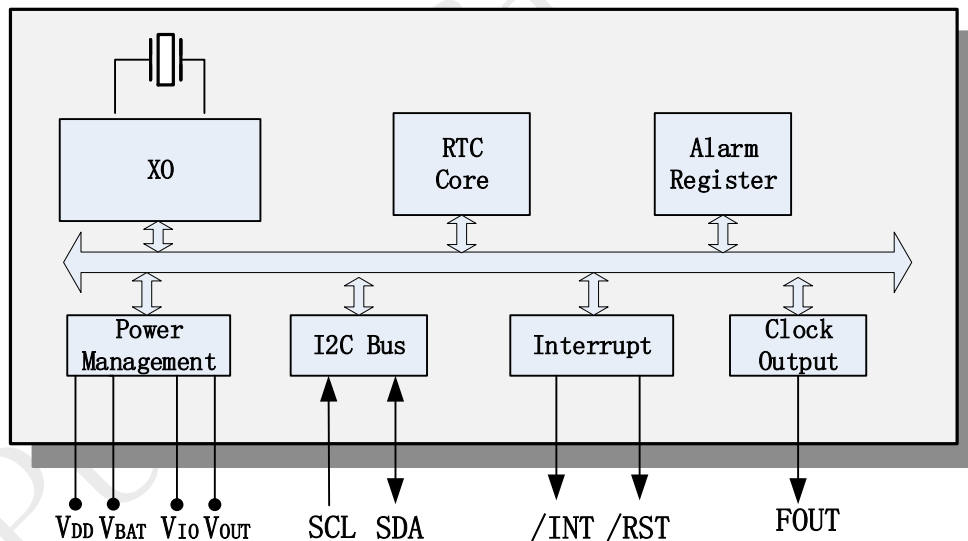 XO
RTC
Core
Alarm
Register
Power
Management
I2C Bus
Interrupt
Clock
Output
VDD VBAT VIO VOUT SCL SDA /INT /RST FOUT